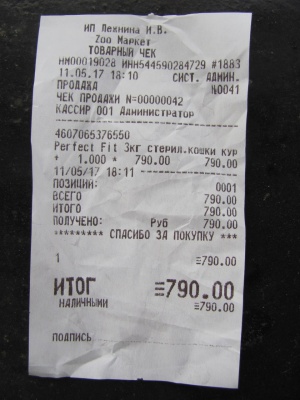 ИП Лехнина И.В.
Zoo Маркет
ТОВАРНЫЙ ЧЕК
НМ00019028 ИНН544590284729 #1883
11.05.17 18:10 СИСТ. АДМИН.
ПРОДАЖА №0041
ЧЕК ПРОДАЖИ N=00000042
КАССИР 001 Администратор
4607065376550
Perfect Fit 3кг стерил.кошки кур
* 1.000 * 790.00 790.00
11/05/17 18:11
ПОЗИЦИИ: 0001
ВСЕГО 790.00
ИТОГО 790.00
ПОЛУЧЕНО: Руб 790.00
******** СПАСИБО ЗА ПОКУПКУ ***
1 ≡790.00
ИТОГ ≡790.00
НАЛИЧНЫМИ ≡790.00
ПОДПИСЬ